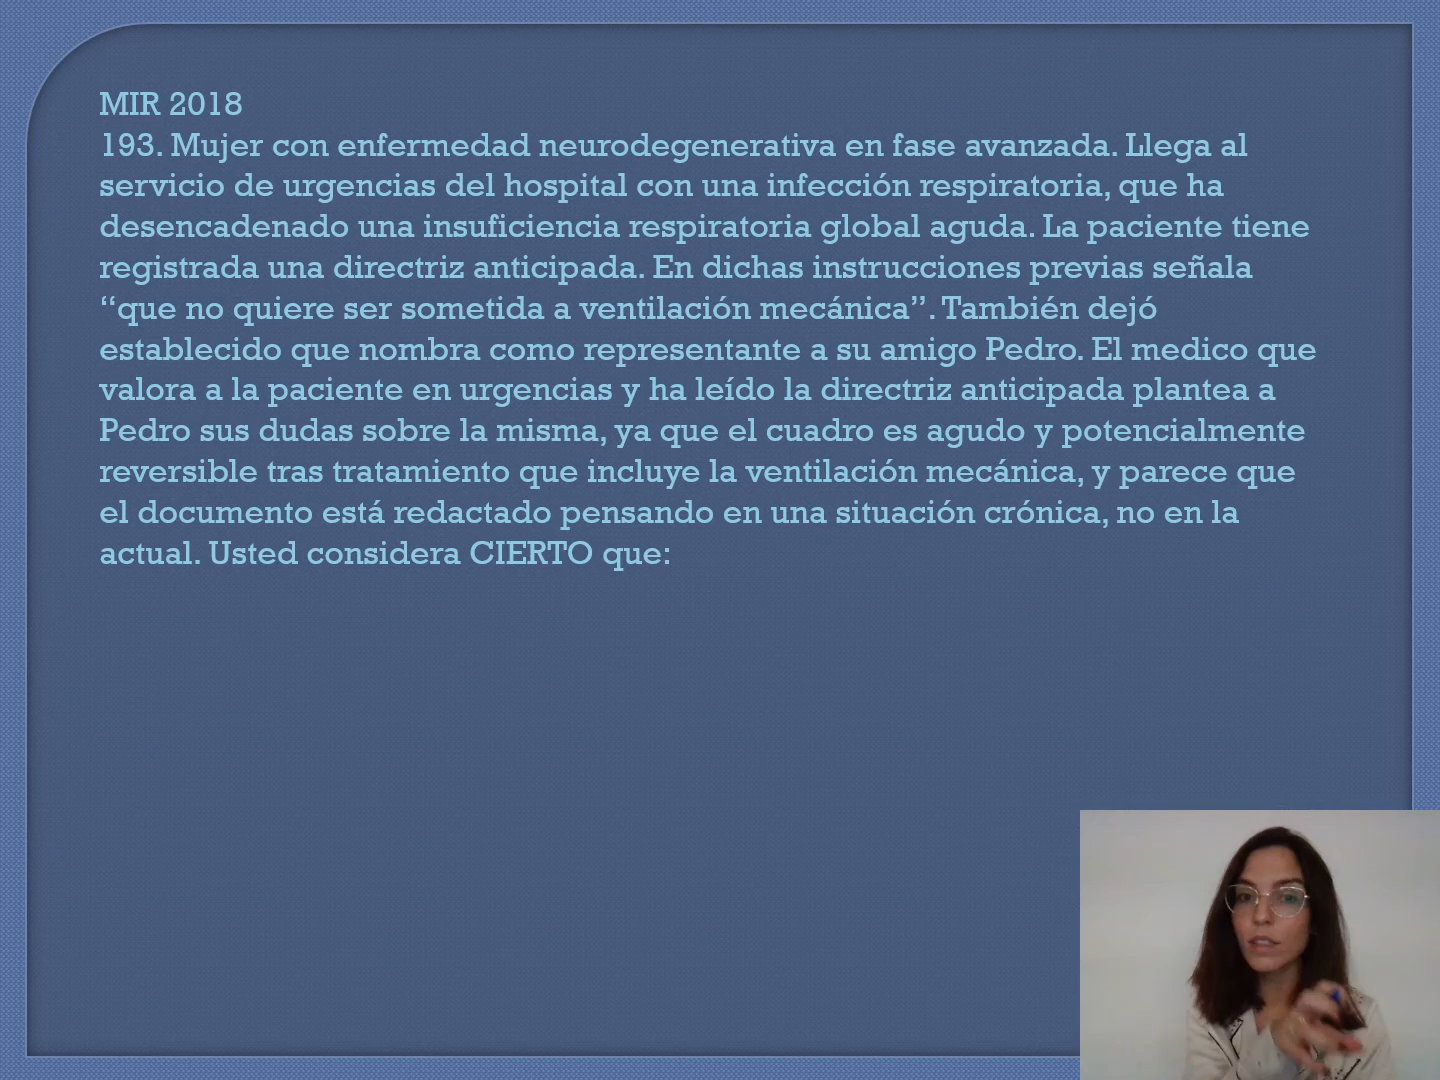 MIR 2018
193. Mujer con enfermedad neurodegenerativa en fase avanzada. Llega al
servicio de urgencias del hospital con una infección respiratoria, que ha
desencadenado una insuficiencia respiratoria global aguda. La paciente tiene
registrada una directriz anticipada. En dichas instrucciones previas señala
“que no quiere ser sometida a ventilación mecánica”. También dejó
establecido que nombra como representante a su amigo Pedro. El medico que
valora a la paciente en urgencias y ha leído la directriz anticipada plantea a
Pedro sus dudas sobre la misma, ya que el cuadro es agudo y potencialmente
reversible tras tratamiento que incluye la ventilación mecánica, y parece que
el documento está redactado pensando en una situación crónica, no en la
actual. Usted considera CIERTO que: